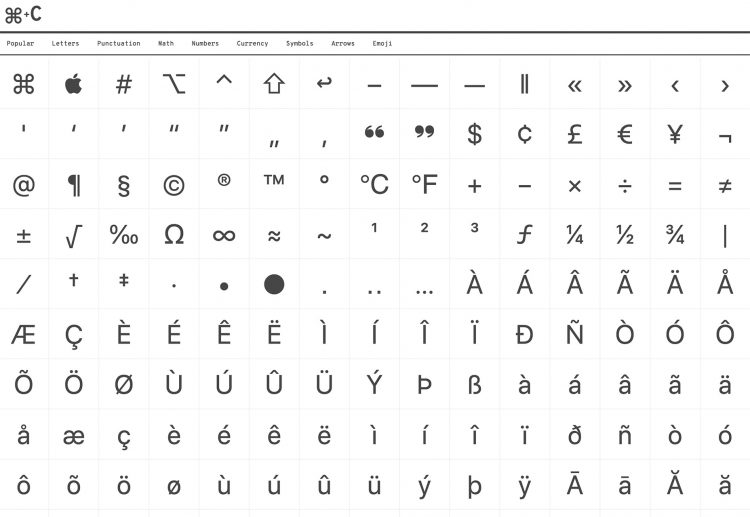 ⌘+C
Popular Letters Punctuation Math Numbers Currency Symbols Arrows Emoji
⌘  # ⌥ ⌃ ⇧ ↩ – — — ‖ « » ‹ ›
' ‘ ’ “ ” „ ‚ ❝ ❞ $ ¢ £ € ¥ ¬
@ ¶ § © ® ™ ° °C °F + − × ÷ = ≠
± √ ‰ Ω ∞ ≈ ~ ¹ ² ³ ƒ ¼ ½ ¾ |
⁄ † ‡ · • ● . ‥ … À Á Â Ã Ä Å
Æ Ç È É Ê Ë Ì Í Î Ï Ð Ñ Ò Ó Ô
Õ Ö Ø Ù Ú Û Ü Ý Þ ß à á â ã ä
å æ ç è é ê ë ì í î ï ð ñ ò ó
ô õ ö ø ù ú û ü ý þ ÿ Ā ā Ă ă